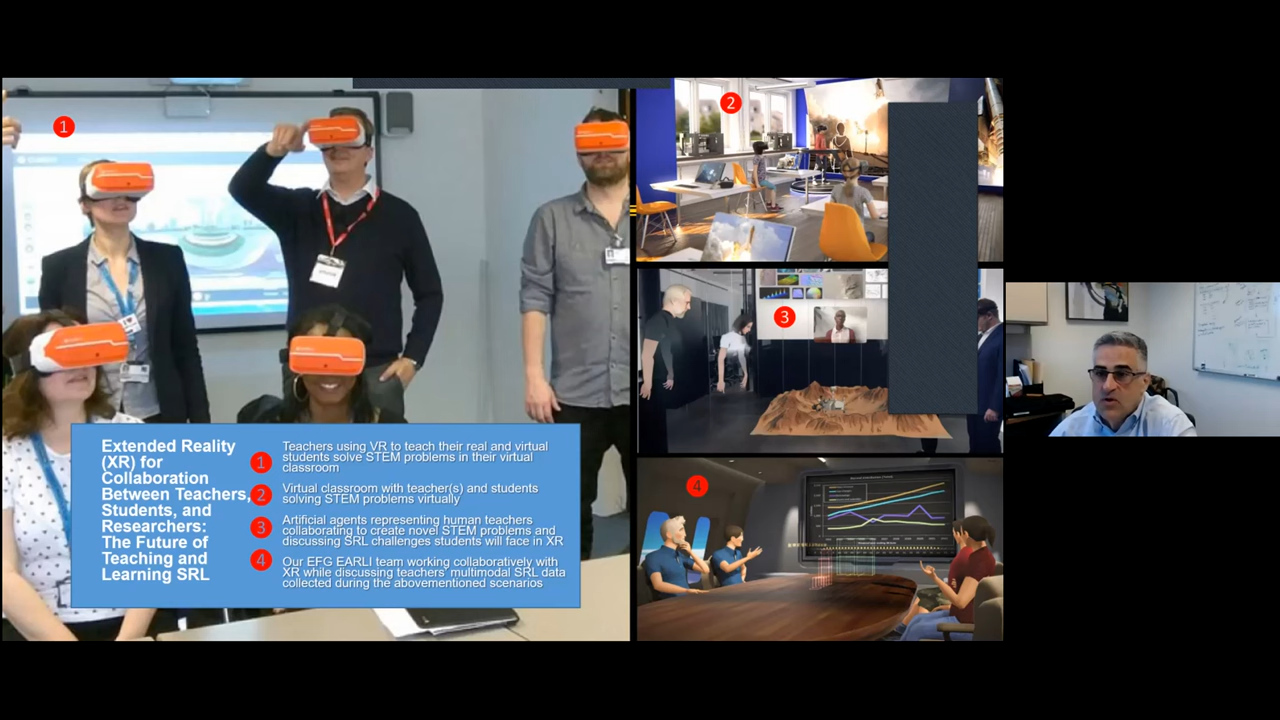 1
2
3
4
Extended Reality
(XR) for
Collaboration
Between Teachers,
Students, and
Researchers:
The Future of
Teaching and
Learning SRL
1
Teachers using VR to teach their real and virtual
students solve STEM problems in their virtual
classroom
2
Virtual classroom with teacher(s) and students
solving STEM problems virtually
3
Artificial agents representing human teachers
collaborating to create novel STEM problems and
discussing SRL challenges students will face in XR
4
Our EFG EARLI team working collaboratively with
XR while discussing teachers' multimodal SRL data
collected during the abovementioned scenarios